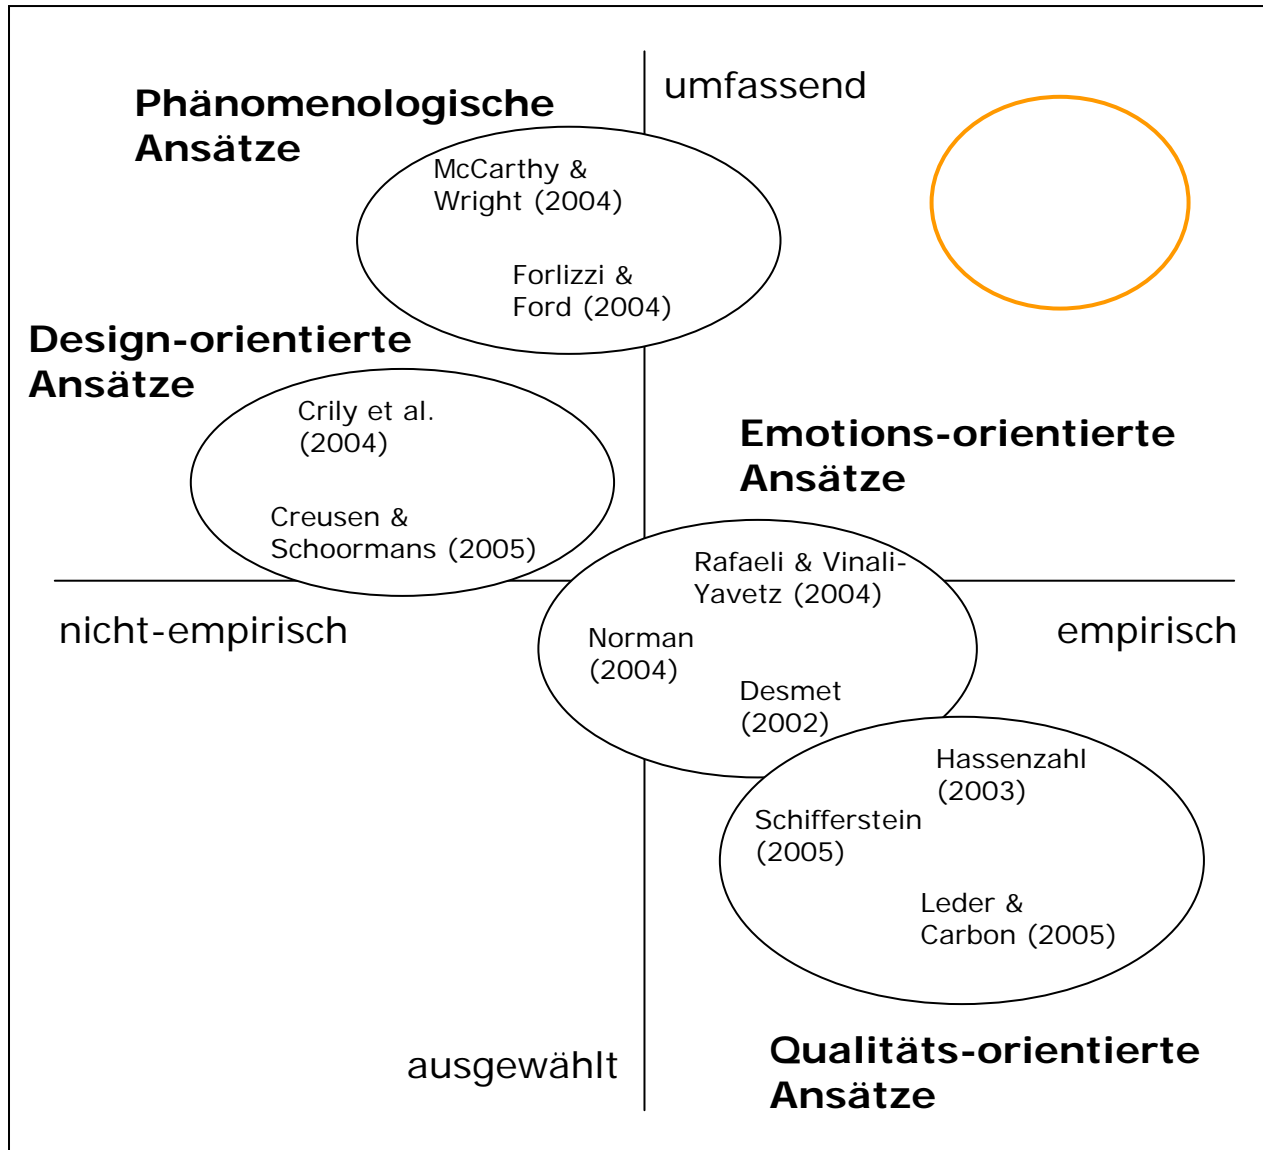 umfassend
Phänomenologische
Ansätze
McCarthy &
Wright (2004)
Forlizzi &
Ford (2004)
Design-orientierte
Ansätze
Crily et al.
(2004)
Creusen &
Schoormans (2005)
Emotions-orientierte
Ansätze
Rafaeli & Vinali-
Yavetz (2004)
nicht-empirisch
empirisch
Norman
(2004)
Desmet
(2002)
Hassenzahl
(2003)
Schifferstein
(2005)
Leder &
Carbon (2005)
ausgewählt
Qualitäts-orientierte
Ansätze